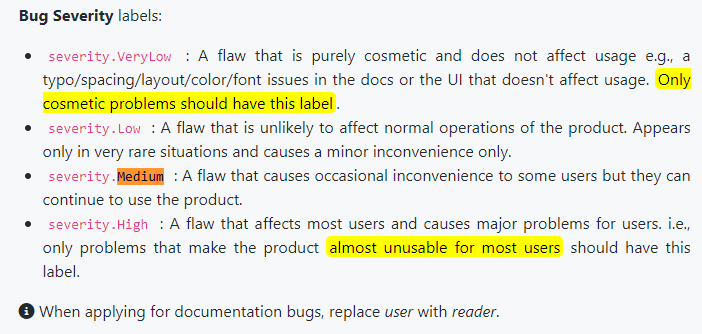 Bug Severity labels:
severity.VeryLow : A flaw that is purely cosmetic and does not affect usage e.g., a
typo/spacing/layout/color/font issues in the docs or the UI that doesn't affect usage. Only
cosmetic problems should have this label.
severity.Low : A flaw that is unlikely to affect normal operations of the product. Appears
only in very rare situations and causes a minor inconvenience only.
severity.Medium : A flaw that causes occasional inconvenience to some users but they can
continue to use the product.
severity.High : A flaw that affects most users and causes major problems for users. i.e.,
only problems that make the product almost unusable for most users should have this
label.
When applying for documentation bugs, replace user with reader.